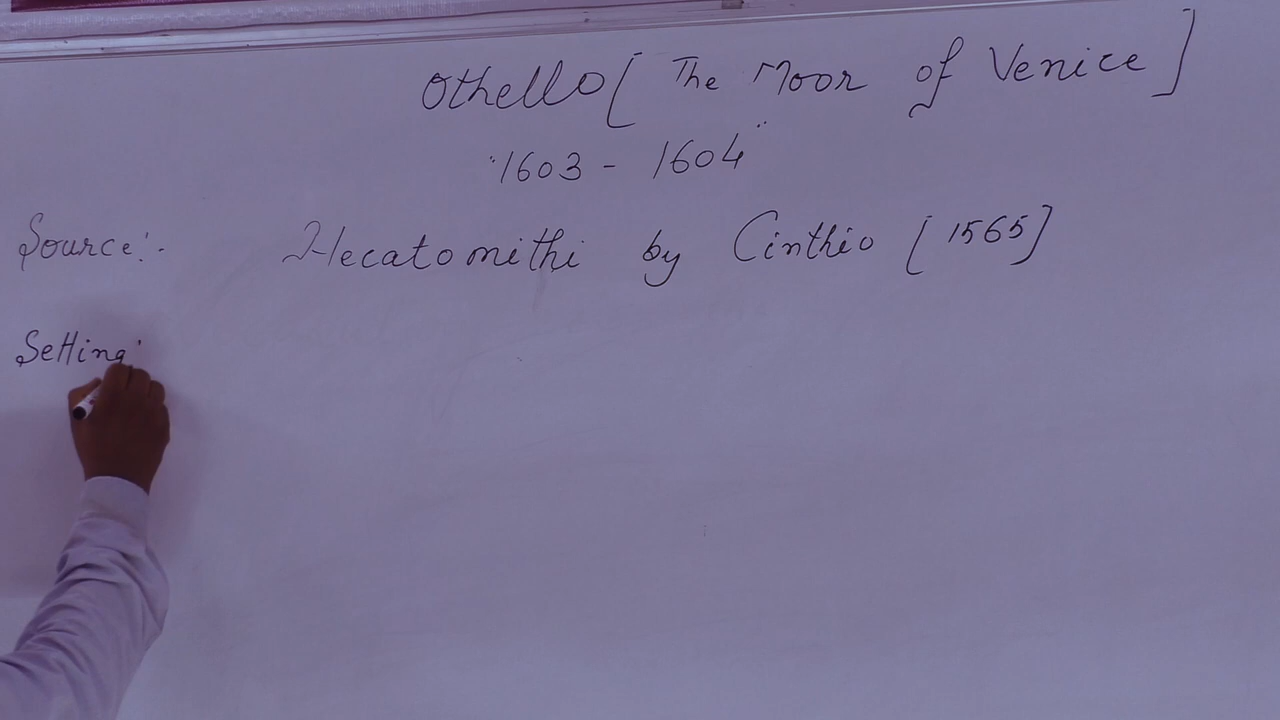 Othello [ The Moor of Venice ]
"1603 - 1604"
Source:- Hecatomithi by Cinthio [ 1565 ]
Setting: